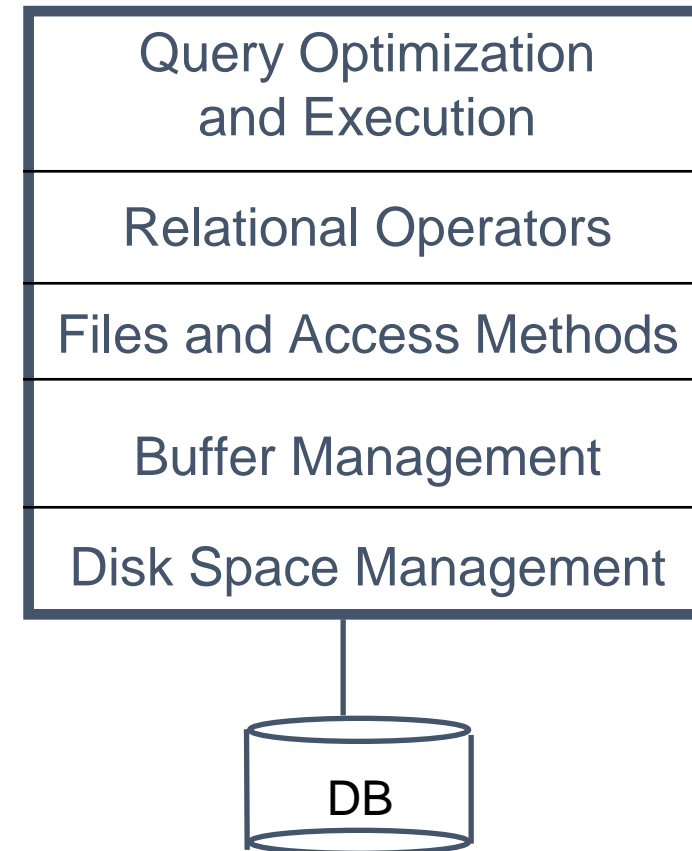 Query Optimization
and Execution
Relational Operators
Files and Access Methods
Buffer Management
Disk Space Management
DB